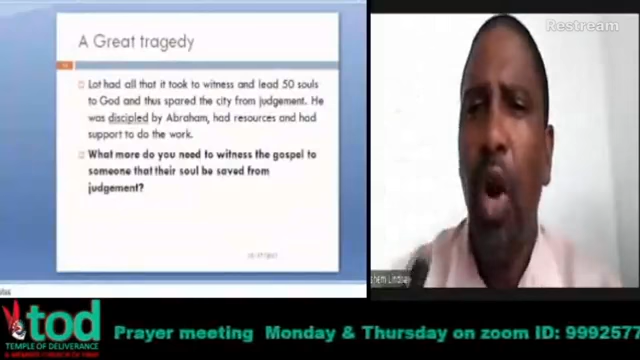 Restream
A Great tragedy
Lot had all that it took to witness and lead 50 souls
to God and thus spared the city from judgement. He
was discipled by Abraham, had resources and had
support to do the work.
What more do you need to witness the gospel to
someone that their soul be saved from
judgement?
tod
TEMPLE OF DELIVERANCE
Prayer meeting Monday & Thursday on zoom ID: 9992577